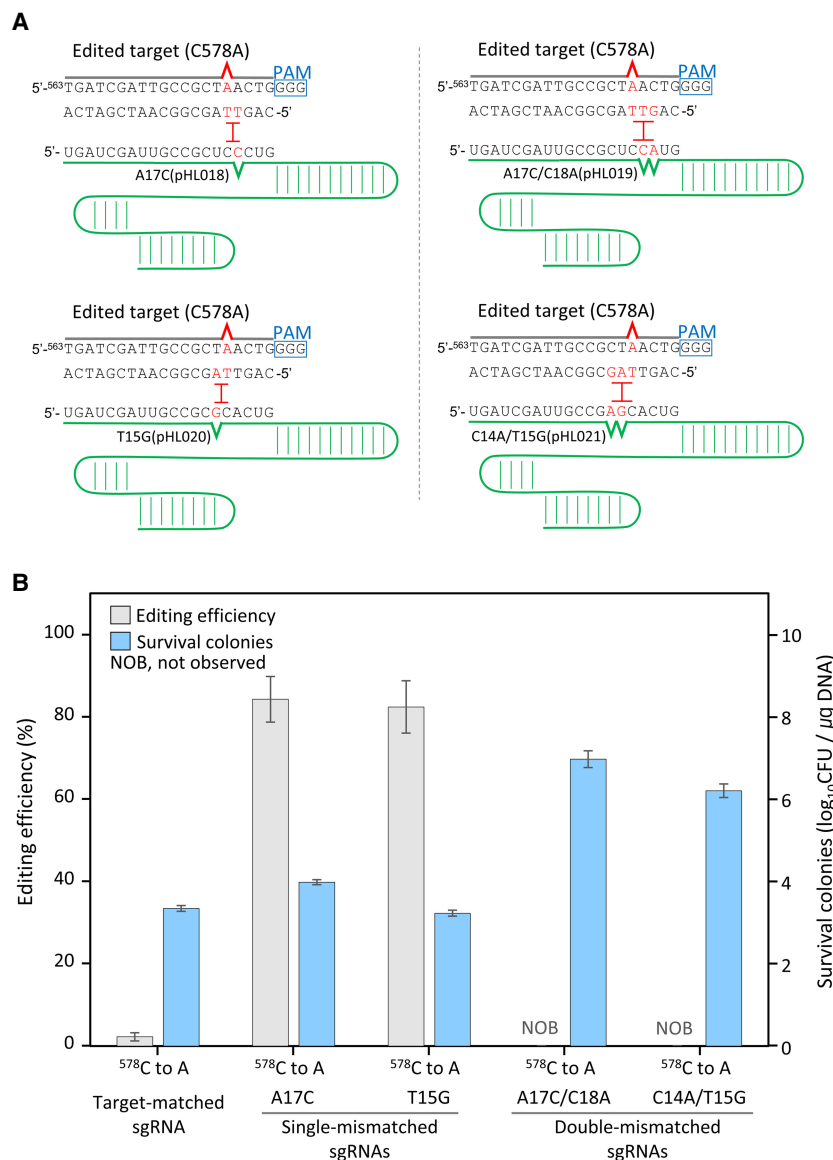 A
Edited target (C578A)
PAM
5'-563TGATCGATTGCCGCTAACTGGGG
ACTAGCTAACGGCGATTGAC-5'
5'- UGAUCGAUUGCCGCUCCCUG
A17C(pHL018)
Edited target (C578A)
PAM
5'-563TGATCGATTGCCGCTAACTGGGG
ACTAGCTAACGGCGATTGAC-5'
5'- UGAUCGAUUGCCGCUCCAUG
A17C/C18A(pHL019)
Edited target (C578A)
PAM
5'-563TGATCGATTGCCGCTAACTGGGG
ACTAGCTAACGGCGATTGAC-5'
5'- UGAUCGAUUGCCGCGCACUG
T15G(pHL020)
Edited target (C578A)
PAM
5'-563TGATCGATTGCCGCTAACTGGGG
ACTAGCTAACGGCGATTGAC-5'
5'- UGAUCGAUUGCCGAGCACUG
C14A/T15G(pHL021)
B
Editing efficiency
Survival colonies
NOB, not observed
Editing efficiency (%)
100
80
60
40
20
0
Survival colonies (log10CFU / µg DNA)
10
8
6
4
2
0
NOB
NOB
578C to A
578C to A
578C to A
578C to A
578C to A
Target-matched
sgRNA
A17C
T15G
A17C/C18A
C14A/T15G
Single-mismatched
sgRNAs
Double-mismatched
sgRNAs